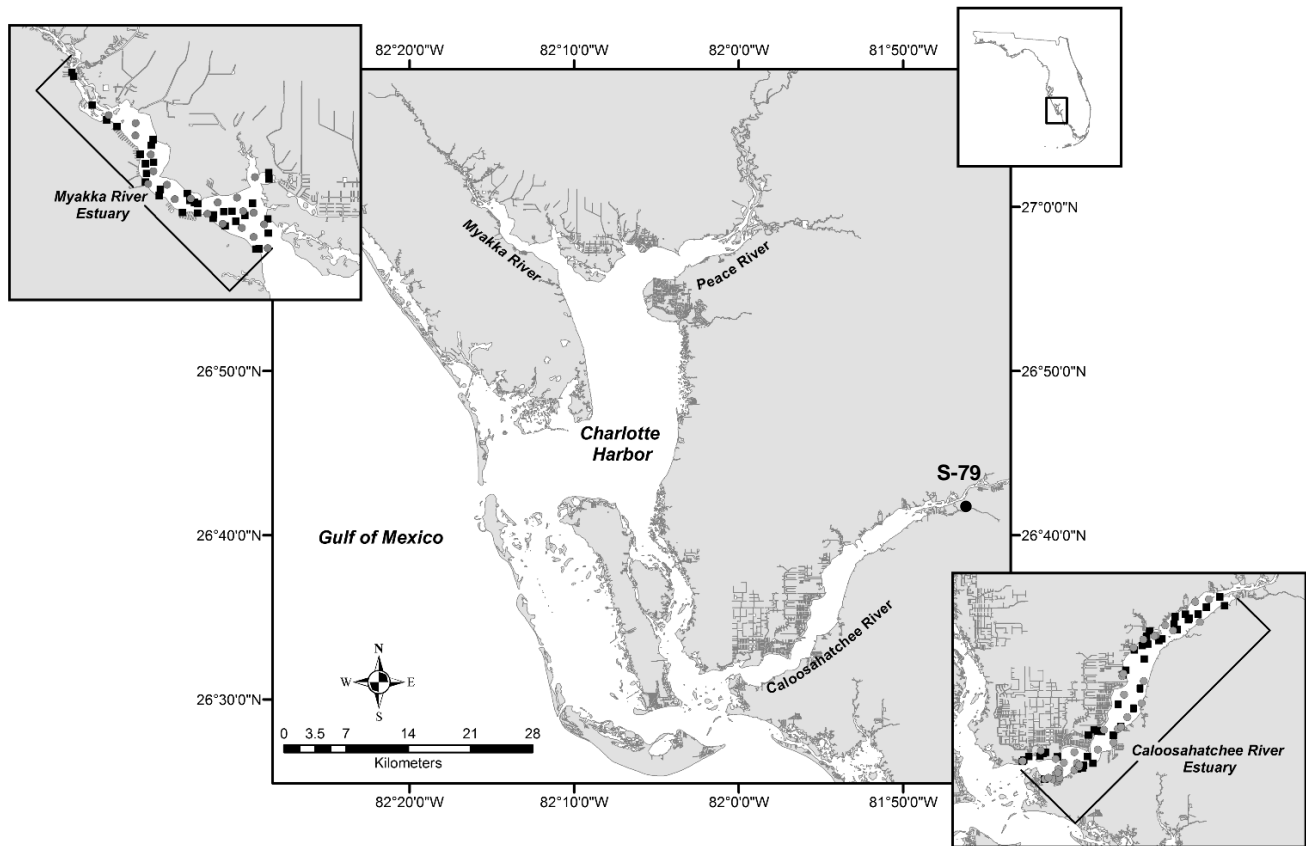 82°20'0"W 82°10'0"W 82°0'0"W 81°50'0"W
Myakka River
Estuary
Myakka River
Peace River
27°0'0"N
26°50'0"N
26°50'0"N
Charlotte
Harbor
S-79
Gulf of Mexico
26°40'0"N
26°40'0"N
Caloosahatchee River
N
W E
S
26°30'0"N
0 3.5 7 14 21 28
Kilometers
Caloosahatchee River
Estuary
82°20'0"W 82°10'0"W 82°0'0"W 81°50'0"W